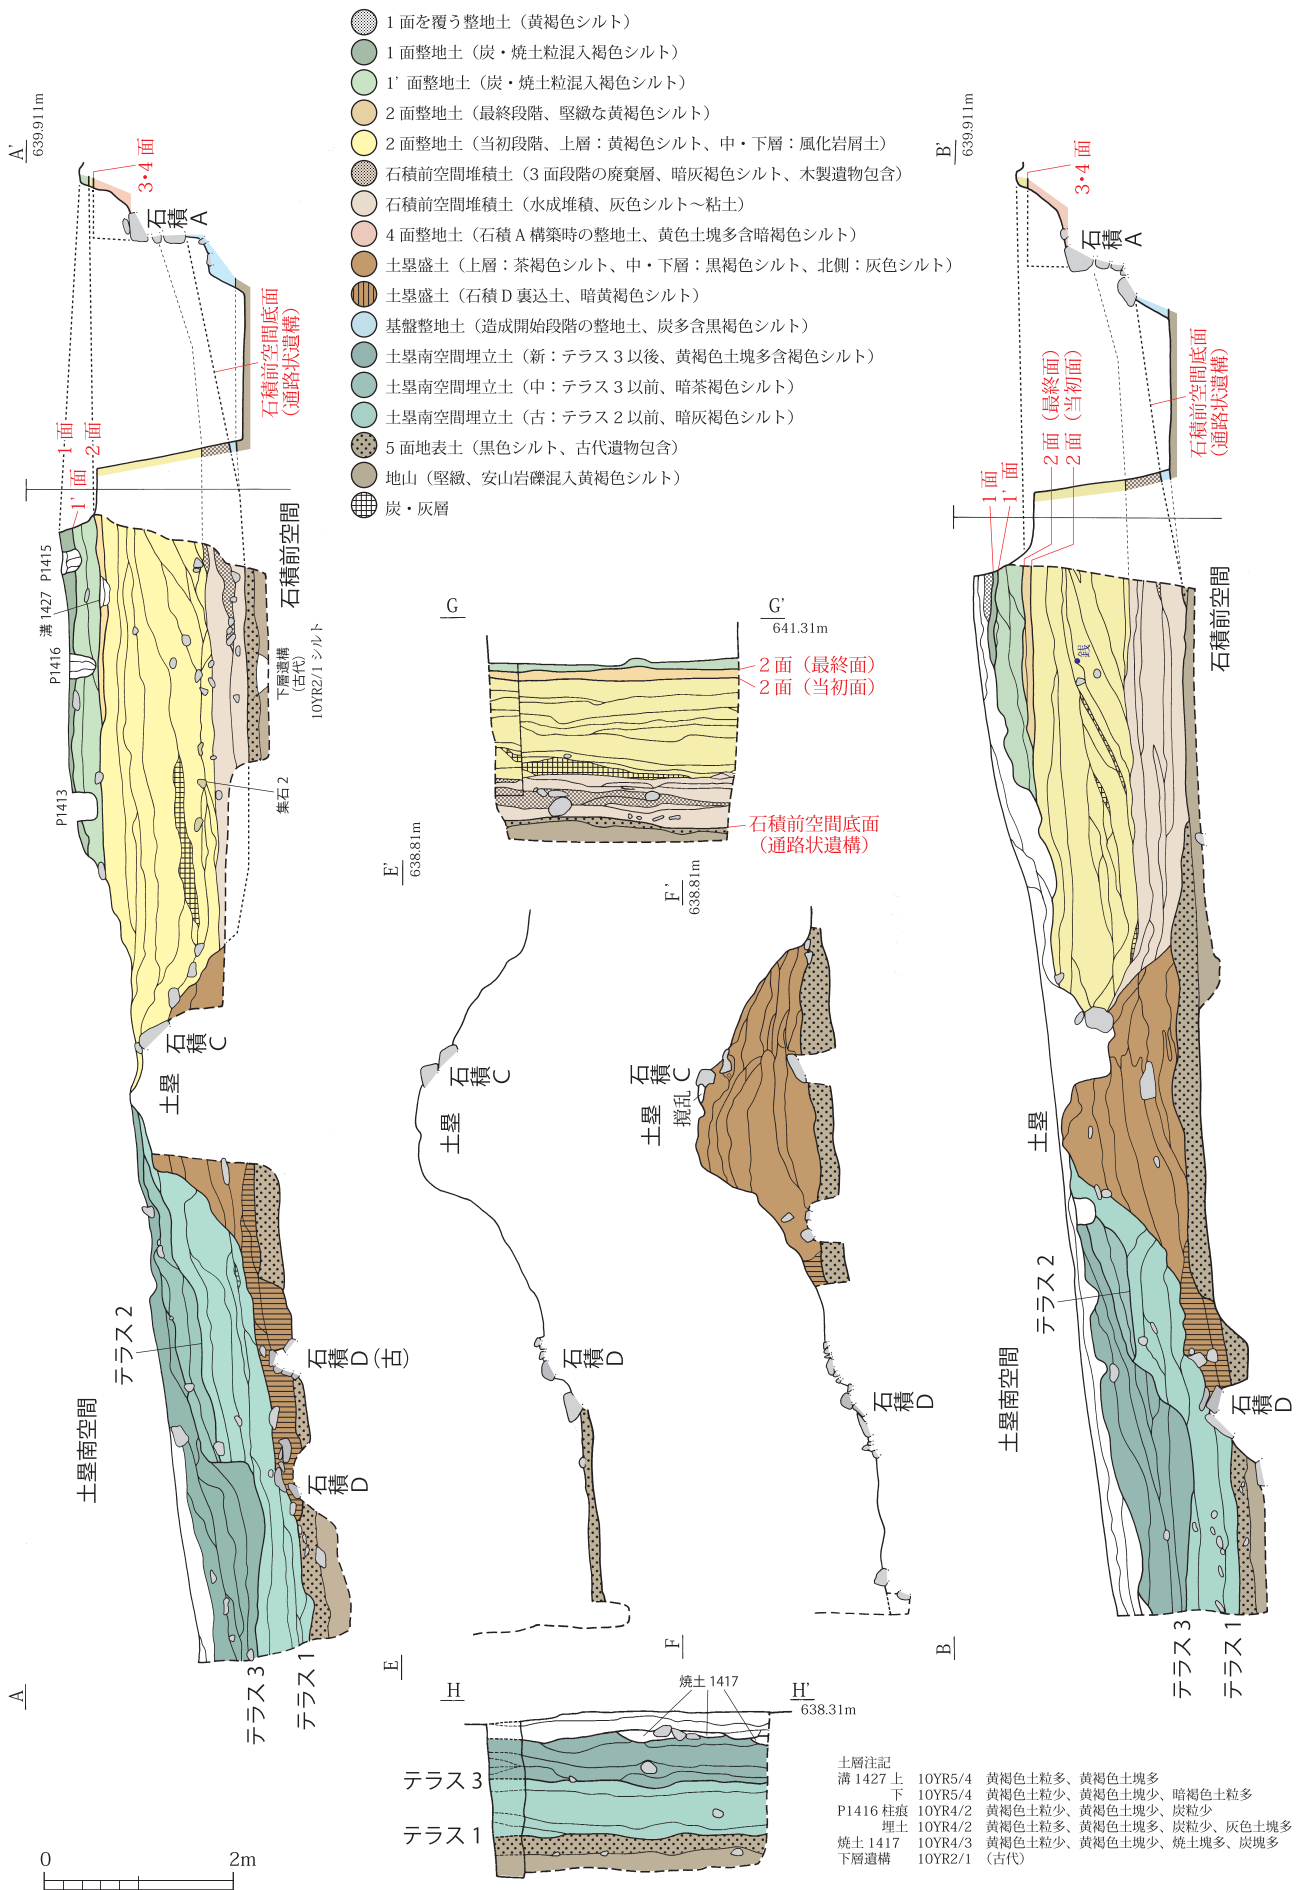 1 面を覆う整地土（黄褐色シルト）
1 面整地土（炭・焼土粒混入褐色シルト）
1’ 面整地土（炭・焼土粒混入褐色シルト）
2 面整地土（最終段階、堅緻な黄褐色シルト）
2 面整地土（当初段階、上層：黄褐色シルト、中・下層：風化岩屑土）
石積前空間堆積土（3 面段階の廃棄層、暗灰褐色シルト、木製遺物包含）
石積前空間堆積土（水成堆積、灰色シルト～粘土）
4 面整地土（石積 A 構築時の整地土、黄色土塊多含暗褐色シルト）
土塁盛土（上層：茶褐色シルト、中・下層：黒褐色シルト、北側：灰色シルト）
土塁盛土（石積 D 裏込土、暗黄褐色シルト）
基盤整地土（造成開始段階の整地土、炭多含黒褐色シルト）
土塁南空間埋立土（新：テラス 3 以後、黄褐色土塊多含褐色シルト）
土塁南空間埋立土（中：テラス 3 以前、暗茶褐色シルト）
土塁南空間埋立土（古：テラス 2 以前、暗灰褐色シルト）
5 面地表土（黒色シルト、古代遺物包含）
地山（堅緻、安山岩礫混入黄褐色シルト）
炭・灰層
A’
639.911m
3・4 面
石積 A
石積前空間底面
（通路状遺構）
1 面
2 面
1’ 面
石積前空間
P1415
溝 1427
P1416
P1413
下層遺構
（古代）
10YR2/1 シルト
集石 2
石積 C
土塁
テラス 2
土塁南空間
石積 D（古）
石積 D
テラス 3
テラス 1
A
B’
639.911m
3・4 面
石積 A
石積前空間底面
（通路状遺構）
2 面（最終面）
2 面（当初面）
1 面
1’ 面
石積前空間
銭
土塁
テラス 2
土塁南空間
石積 D
テラス 3
テラス 1
B
G
G’
641.31m
2 面（最終面）
2 面（当初面）
石積前空間底面
（通路状遺構）
E’
638.81m
石積 C
土塁
石積 D
E
F’
638.81m
石積 C
土塁
撹乱
石積 D
F
H
H’
638.31m
焼土 1417
テラス 3
テラス 1
0
2m
土層注記
溝 1427 上 10YR5/4 黄褐色土粒多、黄褐色土塊多
下 10YR5/4 黄褐色土粒少、黄褐色土塊少、暗褐色土粒多
P1416 柱痕 10YR4/2 黄褐色土粒少、黄褐色土塊少、炭粒少
埋土 10YR4/2 黄褐色土粒多、黄褐色土塊多、炭粒少、灰色土塊多
焼土 1417 10YR4/3 黄褐色土粒少、黄褐色土塊少、焼土塊多、炭塊多
下層遺構 10YR2/1 （古代）